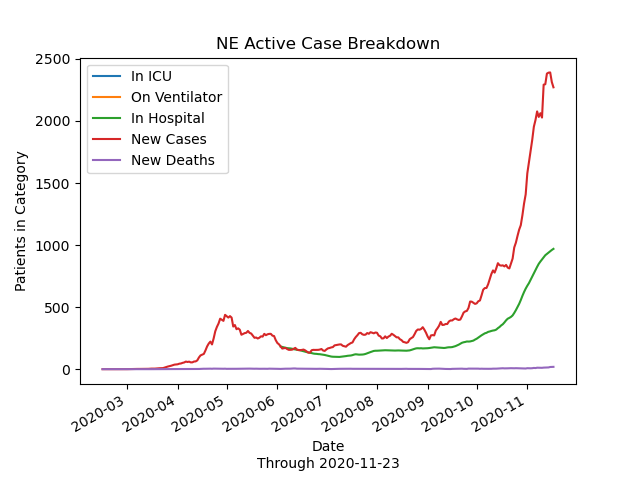 NE Active Case Breakdown
In ICU
On Ventilator
In Hospital
New Cases
New Deaths
Patients in Category
2500
2000
1500
1000
500
0
2020-03
2020-04
2020-05
2020-06
2020-07
2020-08
2020-09
2020-10
2020-11
Date
Through 2020-11-23